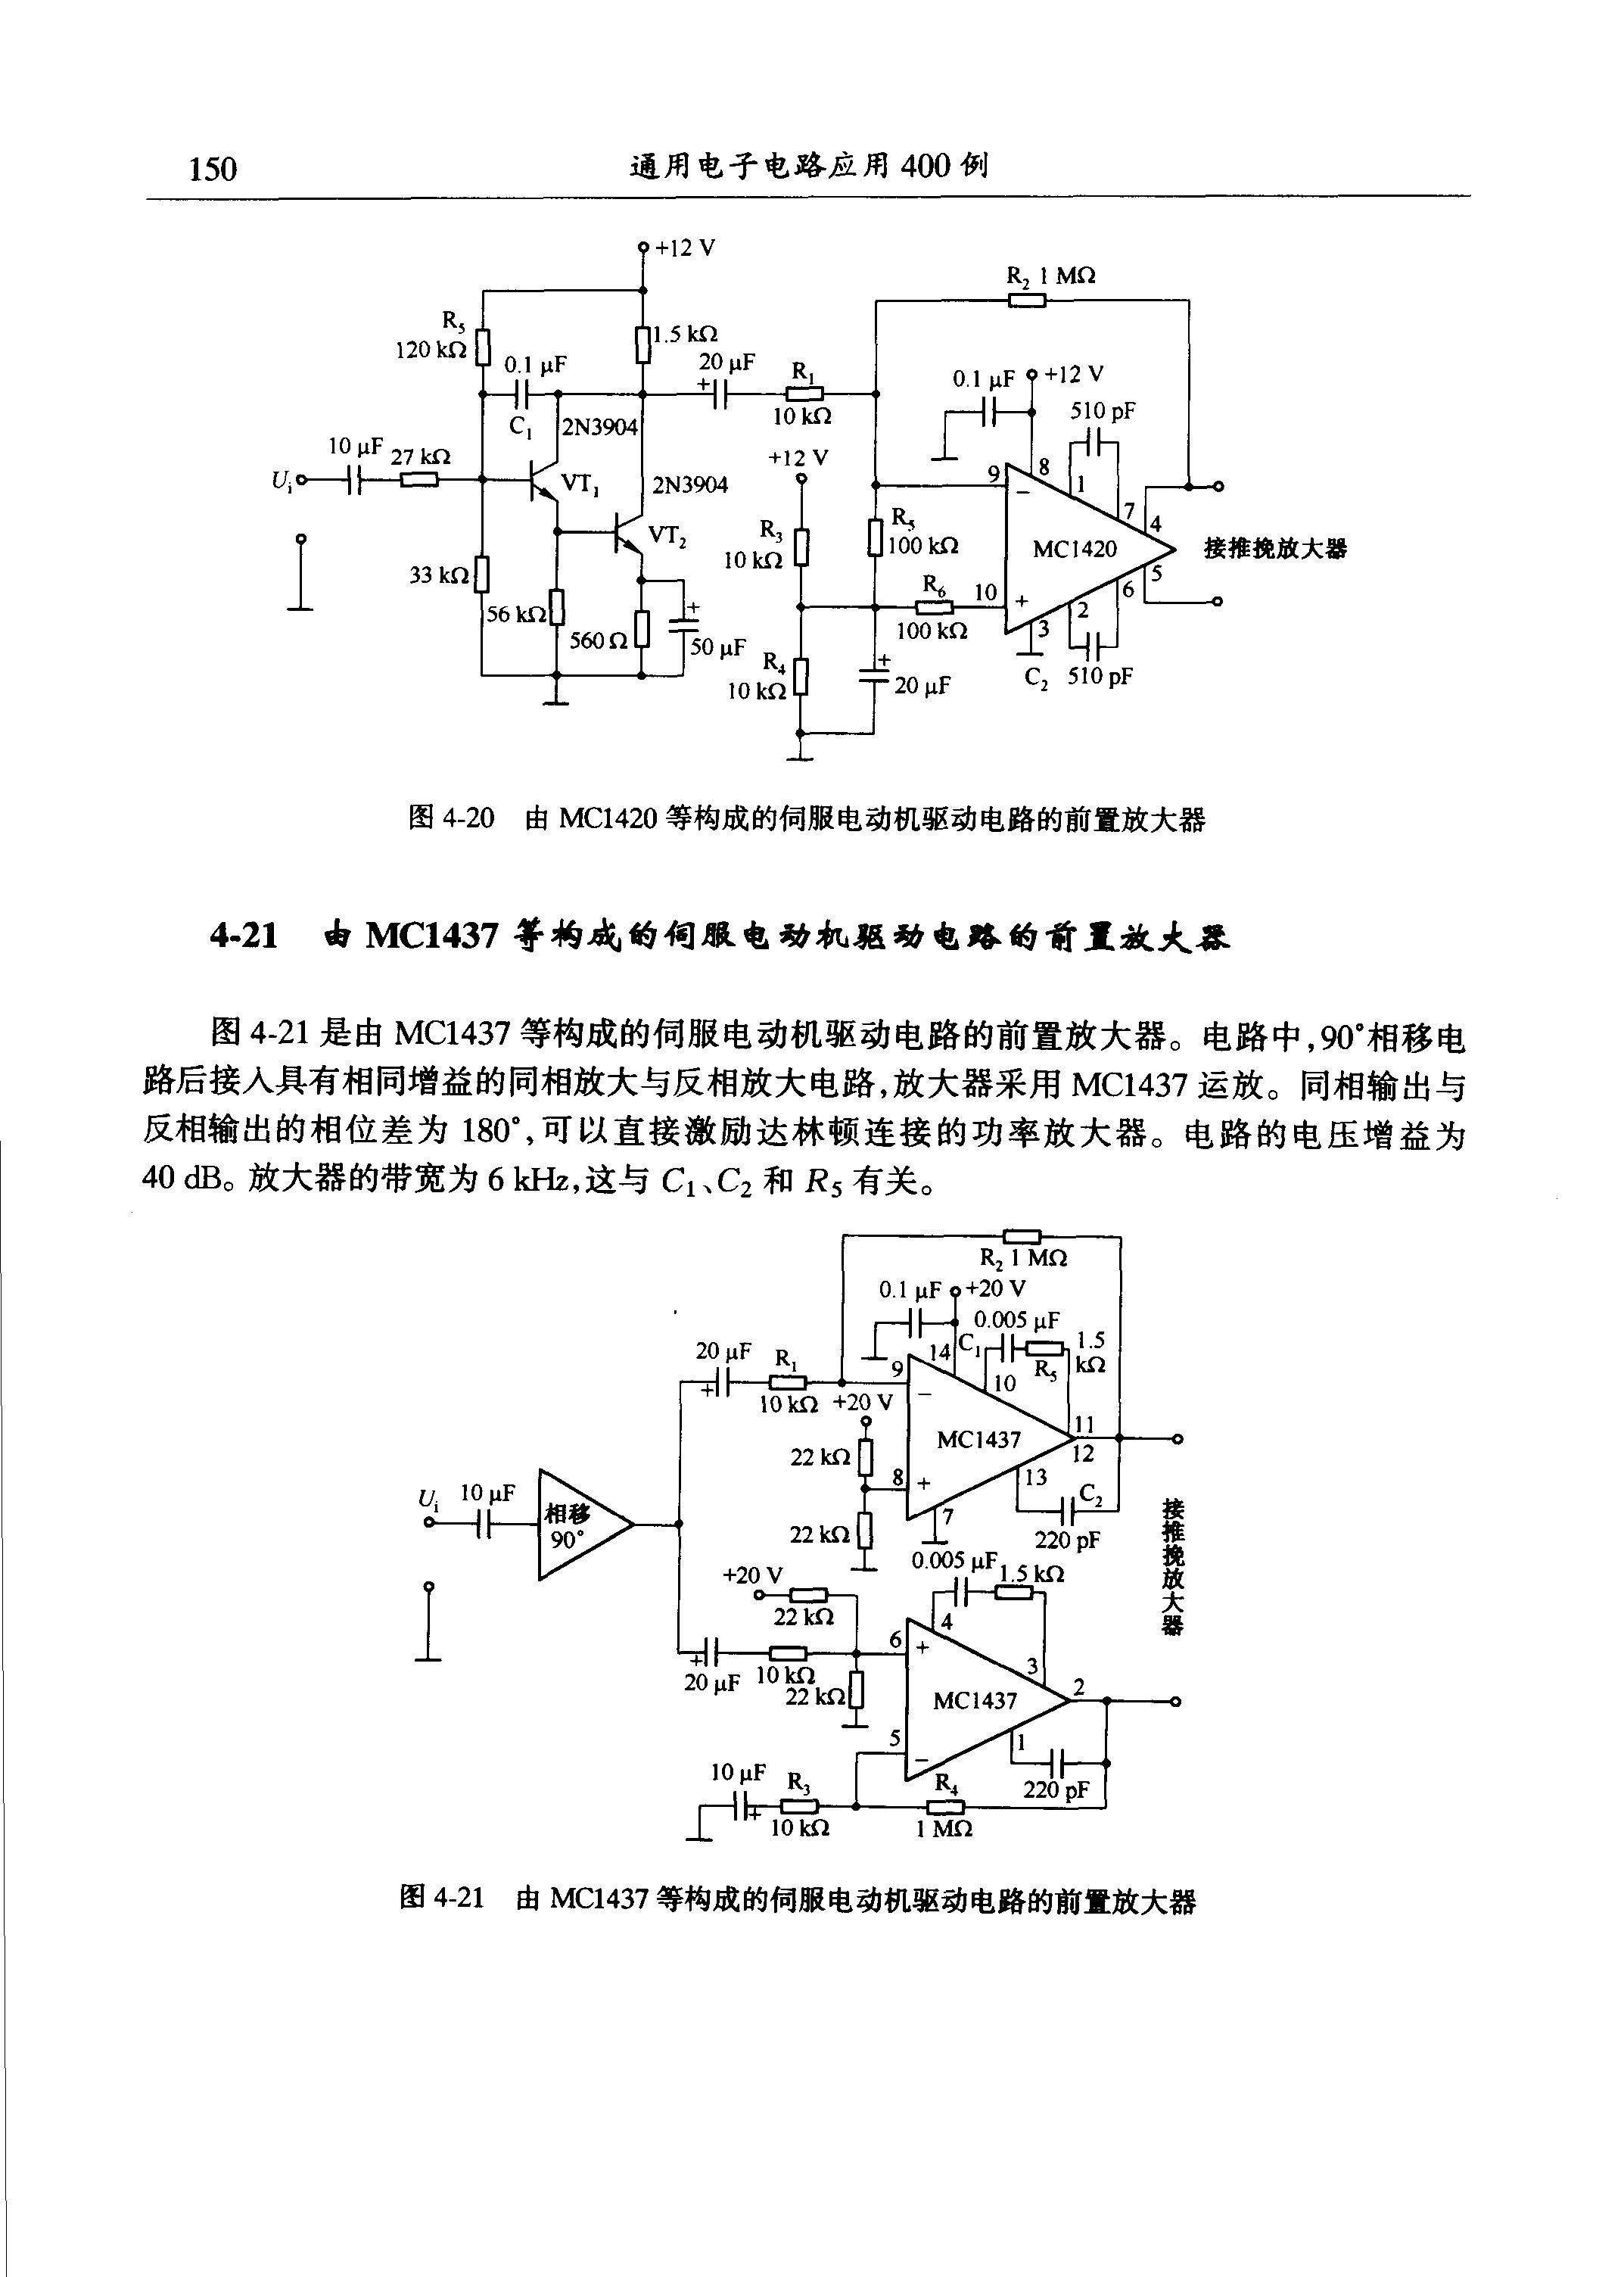 150
通用电子电路应用 400 例
+12 V
R₂ 1 MΩ
R₅
120 kΩ
1.5 kΩ
0.1 μF
20 μF
+
R₁
10 kΩ
0.1 μF
+12 V
510 pF
C₁
2N3904
10 μF
27 kΩ
Uᵢ
VT₁
2N3904
+12 V
9
8
1
−
7
4
VT₂
R₃
10 kΩ
R₅
100 kΩ
MC1420
接推挽放大器
33 kΩ
R₆
10
+
2
6
5
56 kΩ
560 Ω
+
50 μF
100 kΩ
3
R₄
10 kΩ
+
20 μF
C₂
510 pF
图 4-20 由 MC1420 等构成的伺服电动机驱动电路的前置放大器
4-21 由 MC1437 等构成的伺服电动机驱动电路的前置放大器
图 4-21 是由 MC1437 等构成的伺服电动机驱动电路的前置放大器。电路中,90°相移电
路后接入具有相同增益的同相放大与反相放大电路,放大器采用 MC1437 运放。同相输出与
反相输出的相位差为 180°,可以直接激励达林顿连接的功率放大器。电路的电压增益为
40 dB。放大器的带宽为 6 kHz,这与 C₁、C₂ 和 R₅ 有关。
R₂ 1 MΩ
0.1 μF
+20 V
0.005 μF
20 μF
+
R₁
10 kΩ
14
C₁
R₅
1.5
kΩ
9
10
−
+20 V
22 kΩ
MC1437
11
12
8
+
13
C₂
Uᵢ
10 μF
相移
90°
22 kΩ
7
220 pF
接推挽放大器
+20 V
22 kΩ
0.005 μF
1.5 kΩ
4
6
+
3
+
20 μF
10 kΩ
22 kΩ
MC1437
2
5
−
1
10 μF
+
R₃
10 kΩ
R₄
1 MΩ
220 pF
图 4-21 由 MC1437 等构成的伺服电动机驱动电路的前置放大器